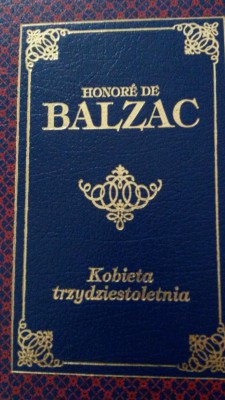 HONORÉ DE
BALZAC
Kobieta
trzydziestoletnia